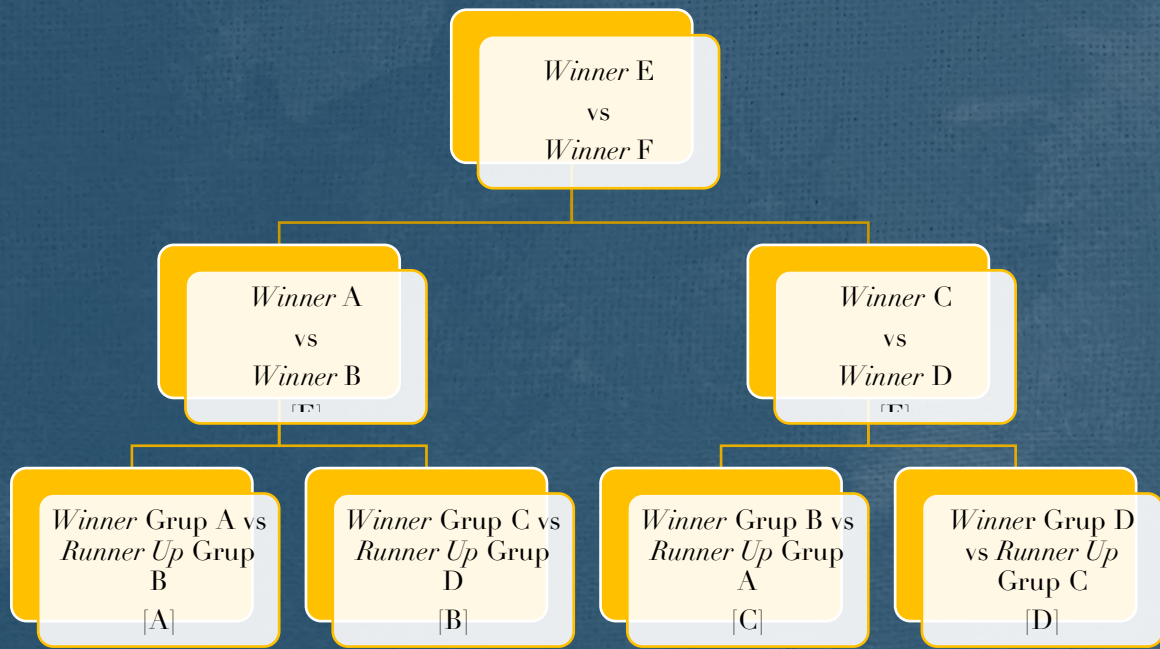 Winner E
vs
Winner F
Winner A
vs
Winner B
Winner C
vs
Winner D
Winner Grup A vs
Runner Up Grup
B
[A]
Winner Grup C vs
Runner Up Grup
D
[B]
Winner Grup B vs
Runner Up Grup
A
[C]
Winner Grup D
vs Runner Up
Grup C
[D]